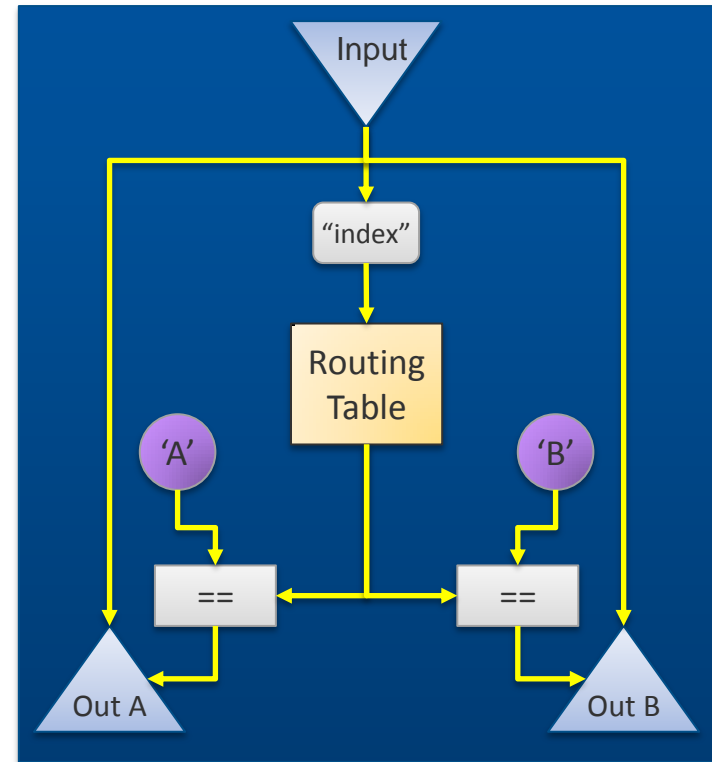 Input
“index”
Routing
Table
‘A’
‘B’
==
==
Out A
Out B